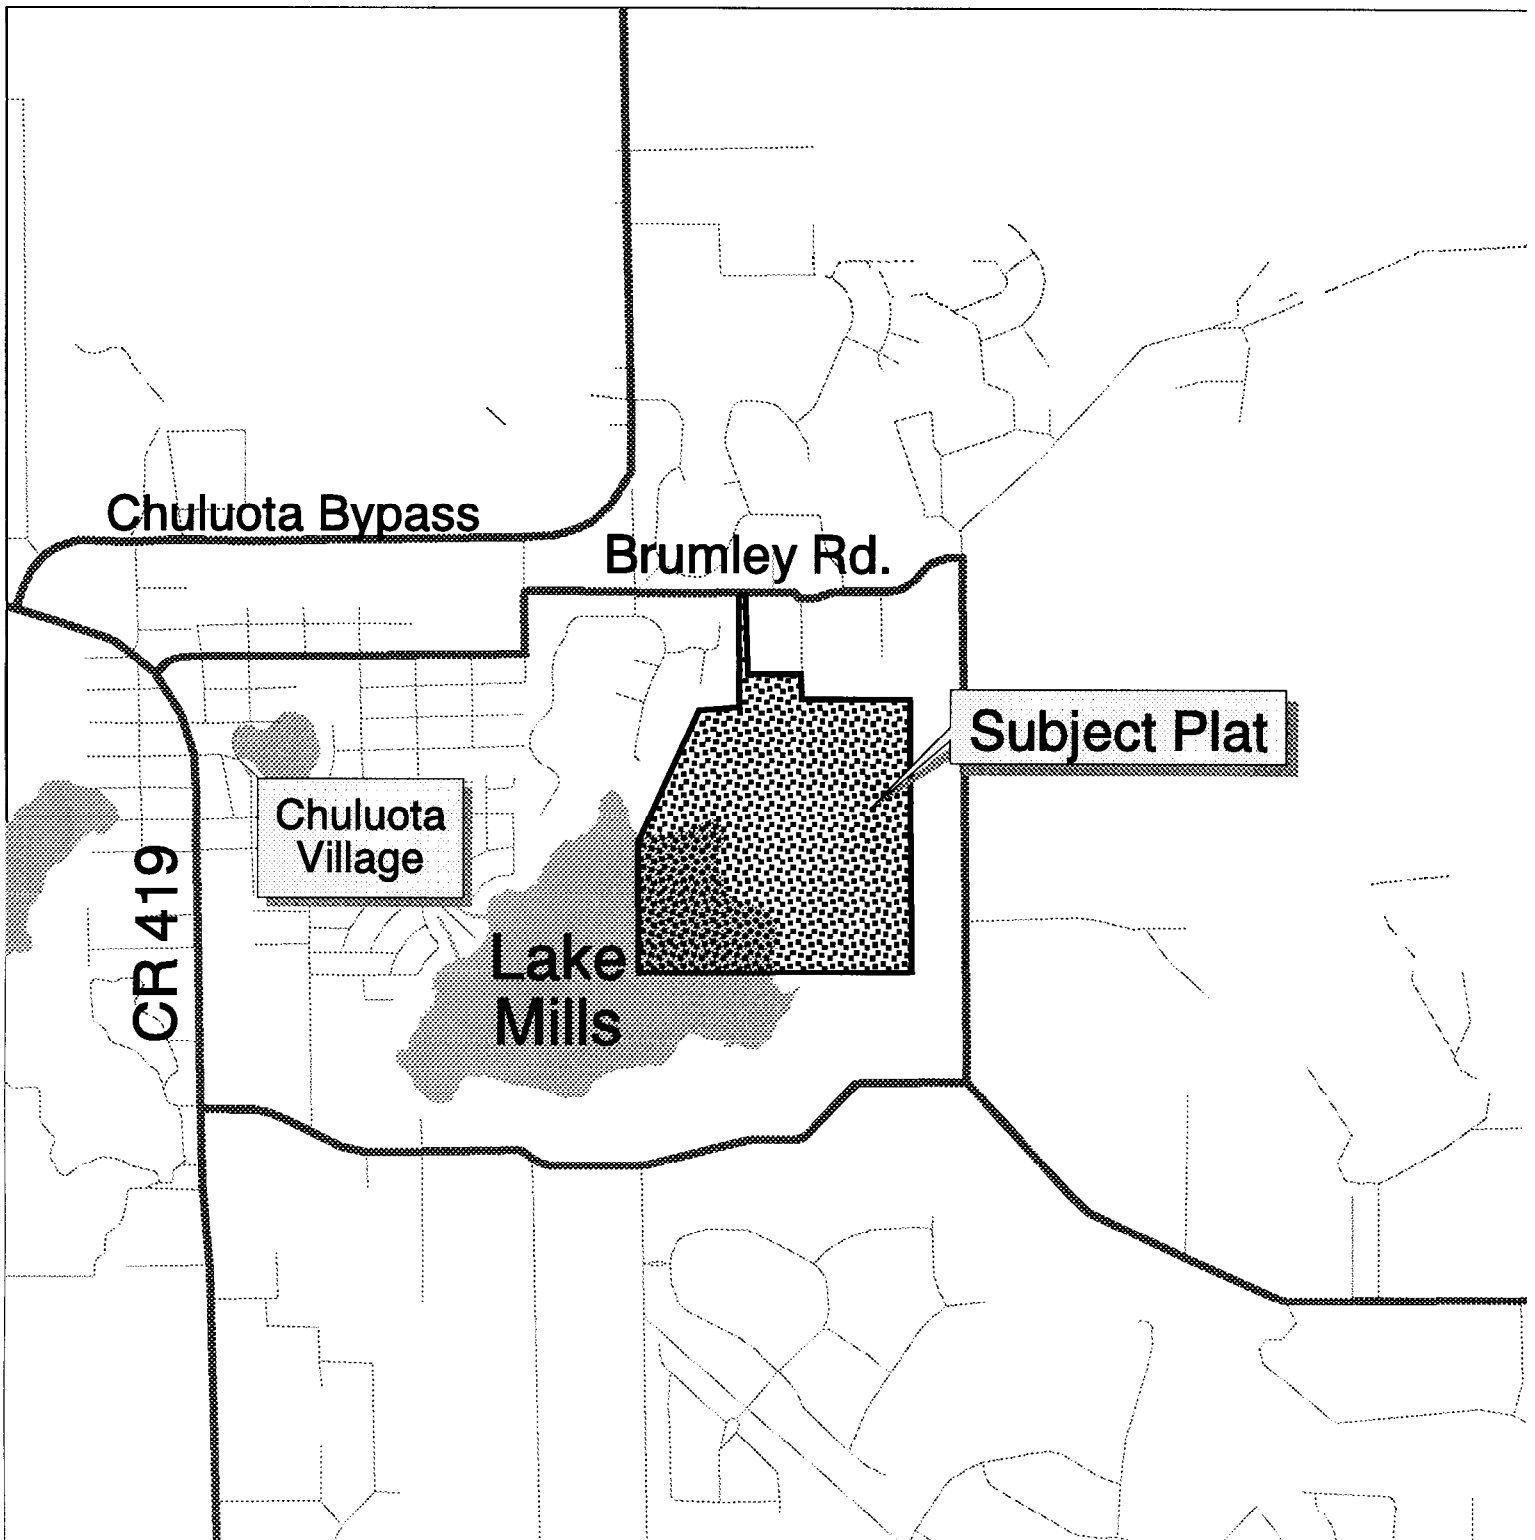 Chuluota Bypass
Brumley Rd.
Subject Plat
Chuluota
Village
CR 419
Lake
Mills